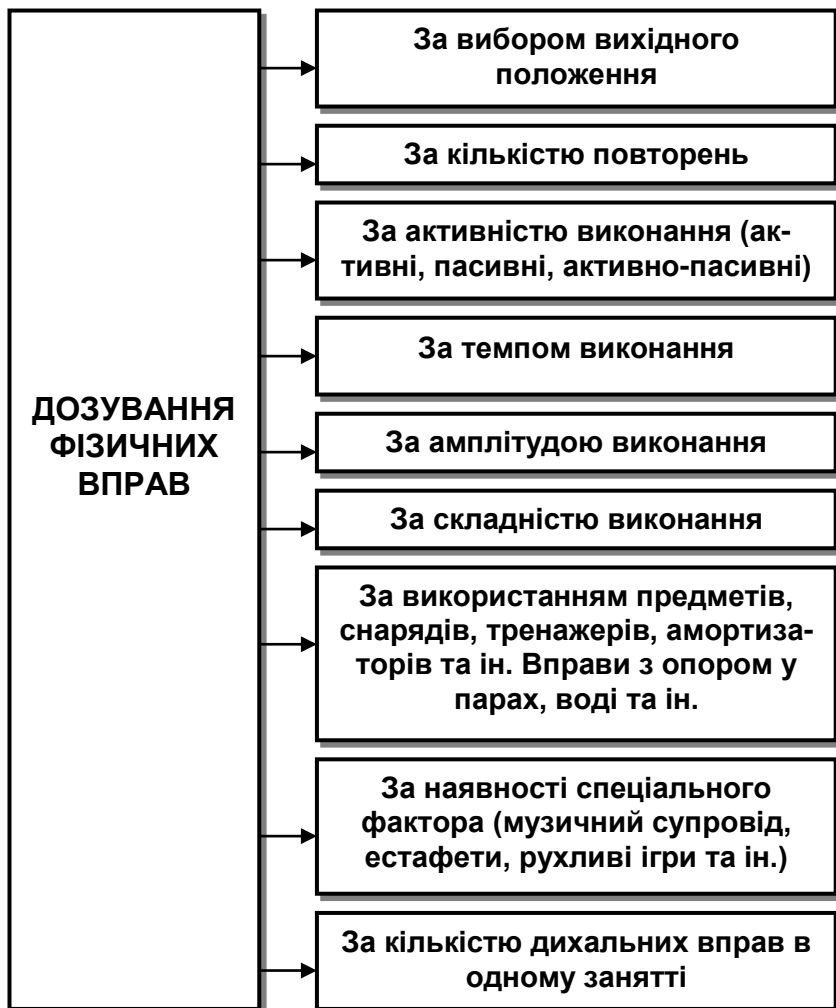 ДОЗУВАННЯ
ФІЗИЧНИХ
ВПРАВ
За вибором вихідного
положення
За кількістю повторень
За активністю виконання (ак-
тивні, пасивні, активно-пасивні)
За темпом виконання
За амплітудою виконання
За складністю виконання
За використанням предметів,
снарядів, тренажерів, амортиза-
торів та ін. Вправи з опором у
парах, воді та ін.
За наявності спеціального
фактора (музичний супровід,
естафети, рухливі ігри та ін.)
За кількістю дихальних вправ в
одному занятті